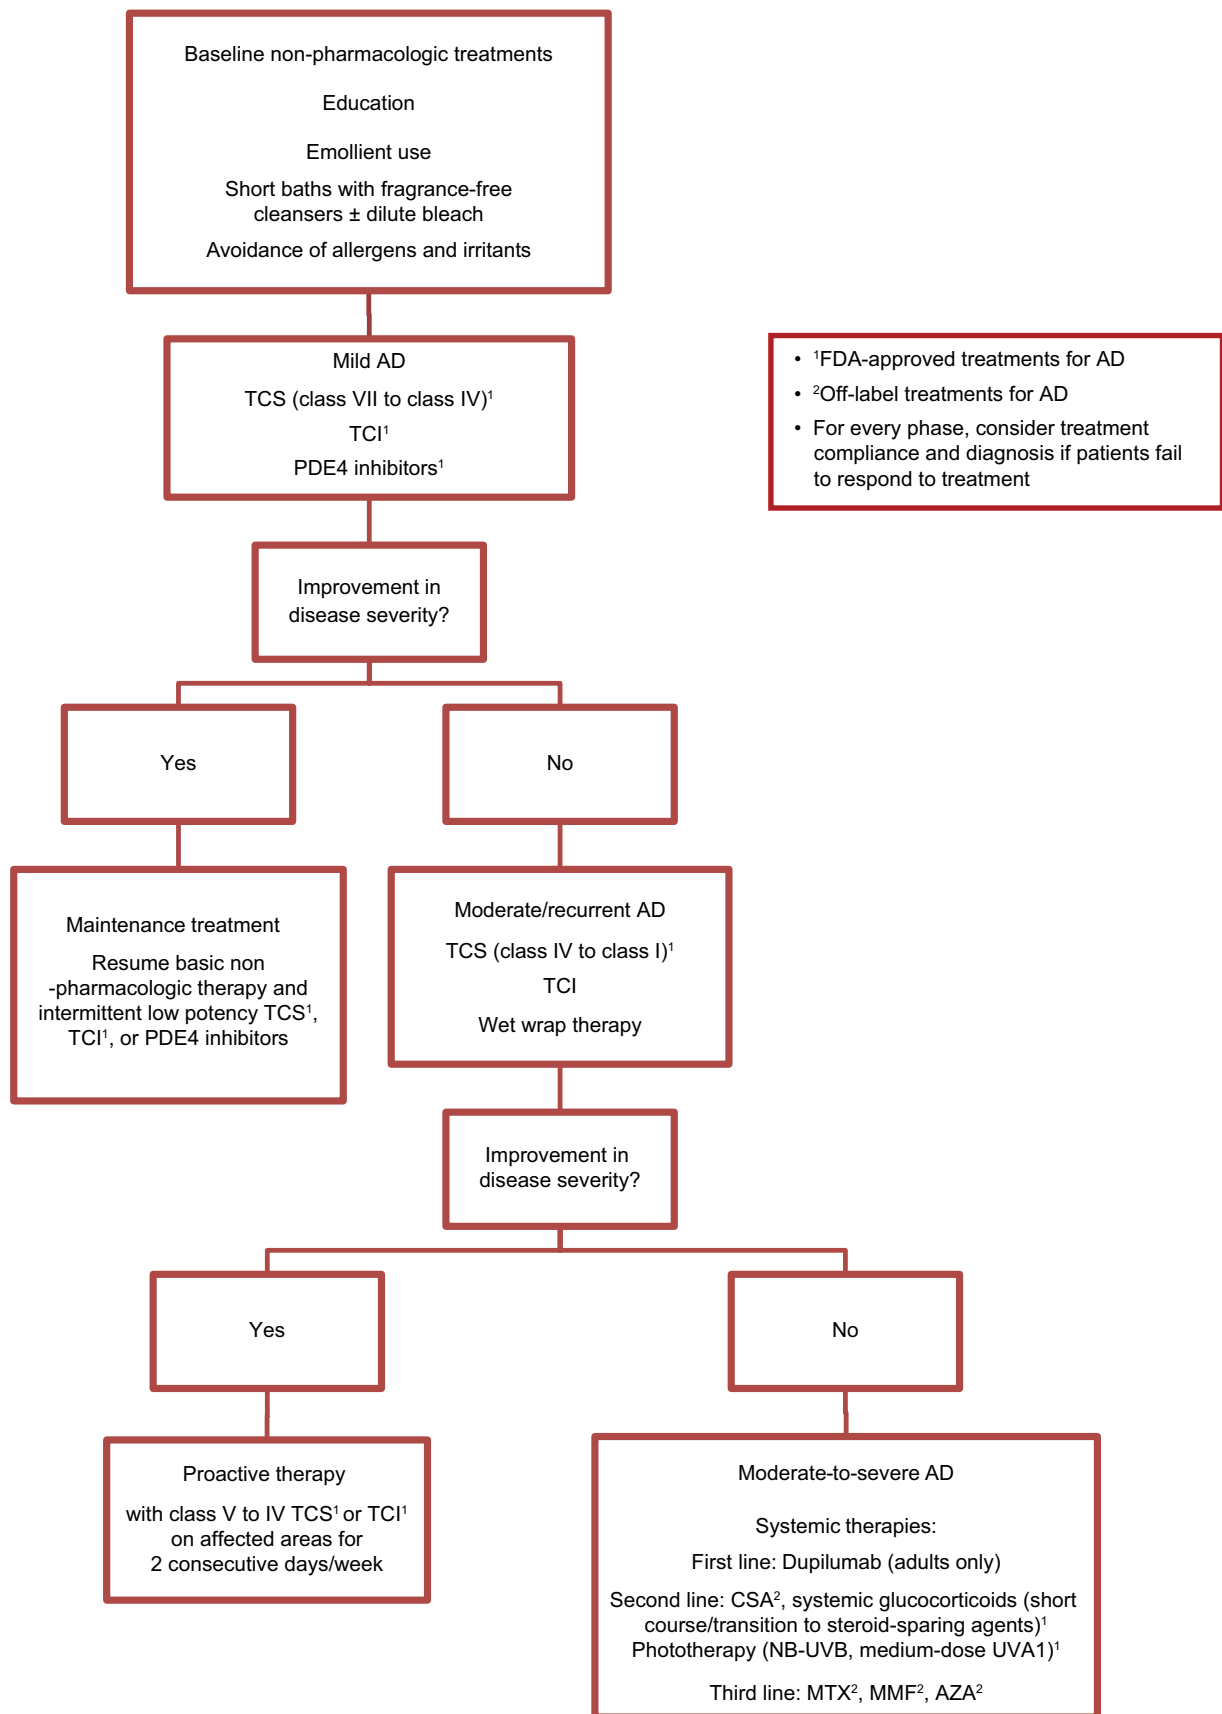 Baseline non-pharmacologic treatments
Education
Emollient use
Short baths with fragrance-free
cleansers ± dilute bleach
Avoidance of allergens and irritants
Mild AD
TCS (class VII to class IV)¹
TCI¹
PDE4 inhibitors¹
• ¹FDA-approved treatments for AD
• ²Off-label treatments for AD
• For every phase, consider treatment
compliance and diagnosis if patients fail
to respond to treatment
Improvement in
disease severity?
Yes
No
Maintenance treatment
Resume basic non
-pharmacologic therapy and
intermittent low potency TCS¹,
TCI¹, or PDE4 inhibitors
Moderate/recurrent AD
TCS (class IV to class I)¹
TCI
Wet wrap therapy
Improvement in
disease severity?
Yes
No
Proactive therapy
with class V to IV TCS¹ or TCI¹
on affected areas for
2 consecutive days/week
Moderate-to-severe AD
Systemic therapies:
First line: Dupilumab (adults only)
Second line: CSA², systemic glucocorticoids (short
course/transition to steroid-sparing agents)¹
Phototherapy (NB-UVB, medium-dose UVA1)¹
Third line: MTX², MMF², AZA²